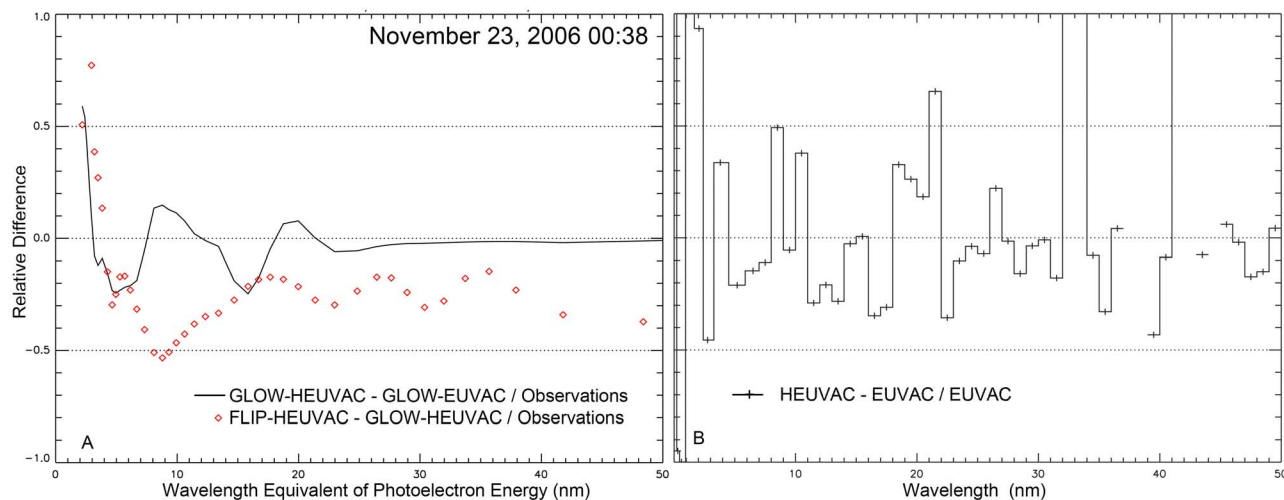 November 23, 2006 00:38
1.0
0.5
0.0
-0.5
-1.0
Relative Difference
GLOW-HEUVAC - GLOW-EUVAC / Observations
FLIP-HEUVAC - GLOW-HEUVAC / Observations
A
0 10 20 30 40 50
Wavelength Equivalent of Photoelectron Energy (nm)
HEUVAC - EUVAC / EUVAC
B
10 20 30 40 50
Wavelength (nm)